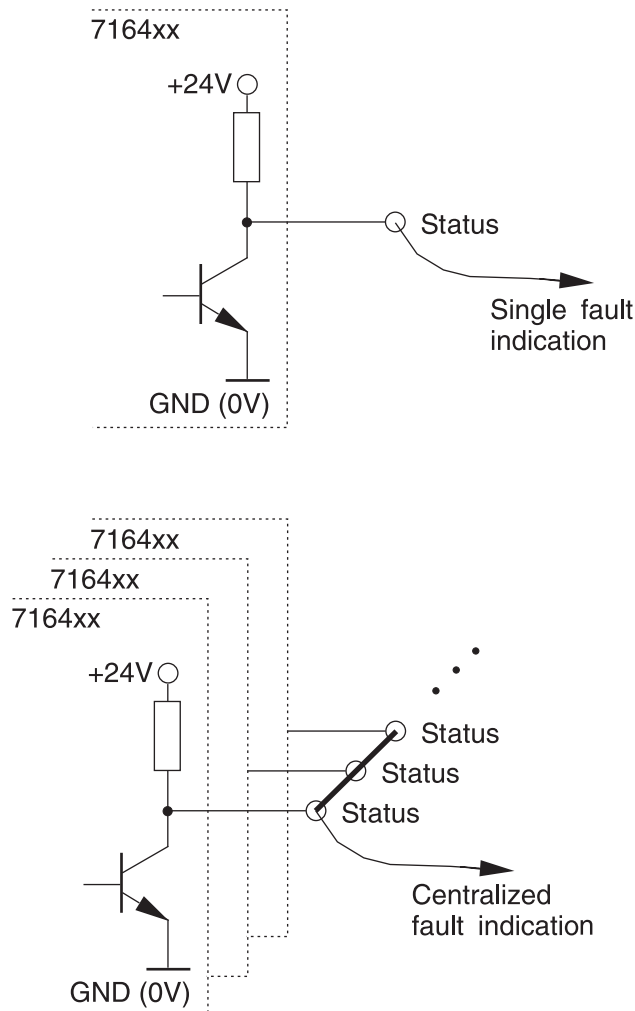 7164xx
+24V
Status
Single fault
indication
GND (0V)
7164xx
7164xx
7164xx
+24V
Status
Status
Status
Centralized
fault indication
GND (0V)